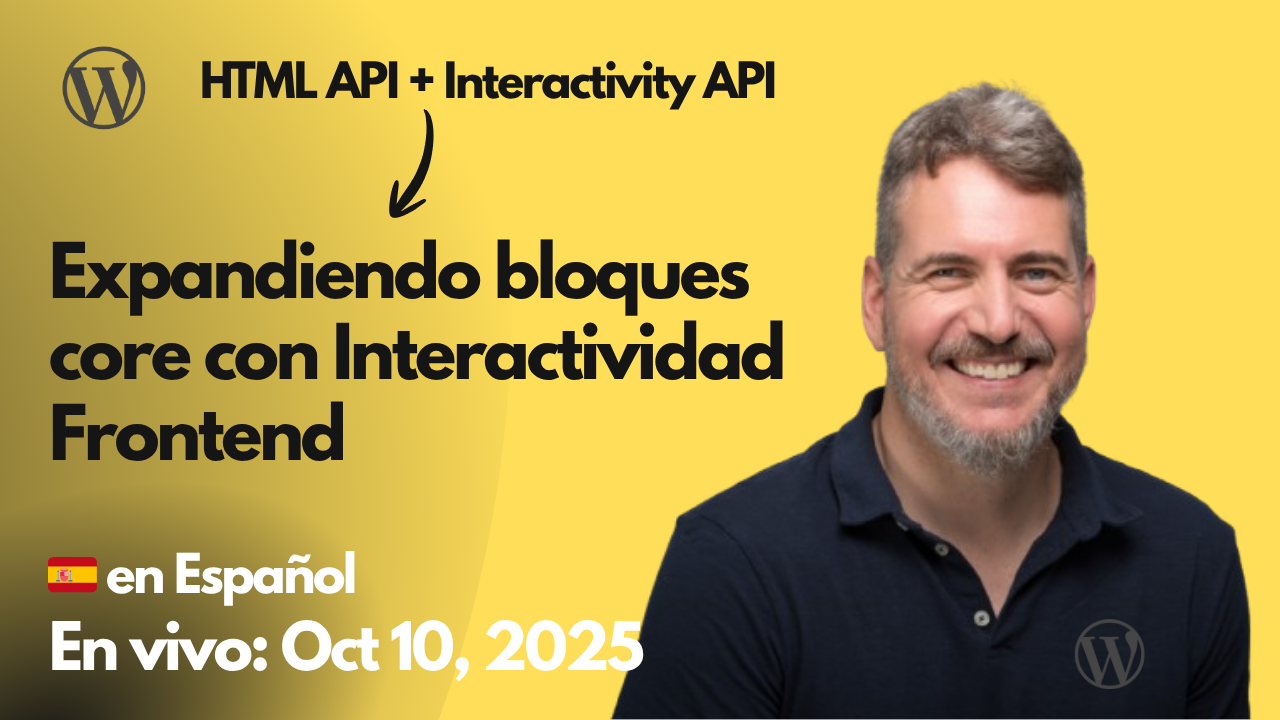 HTML API + Interactivity API
Expandiendo bloques
core con Interactividad
Frontend
en Español
En vivo: Oct 10, 2025